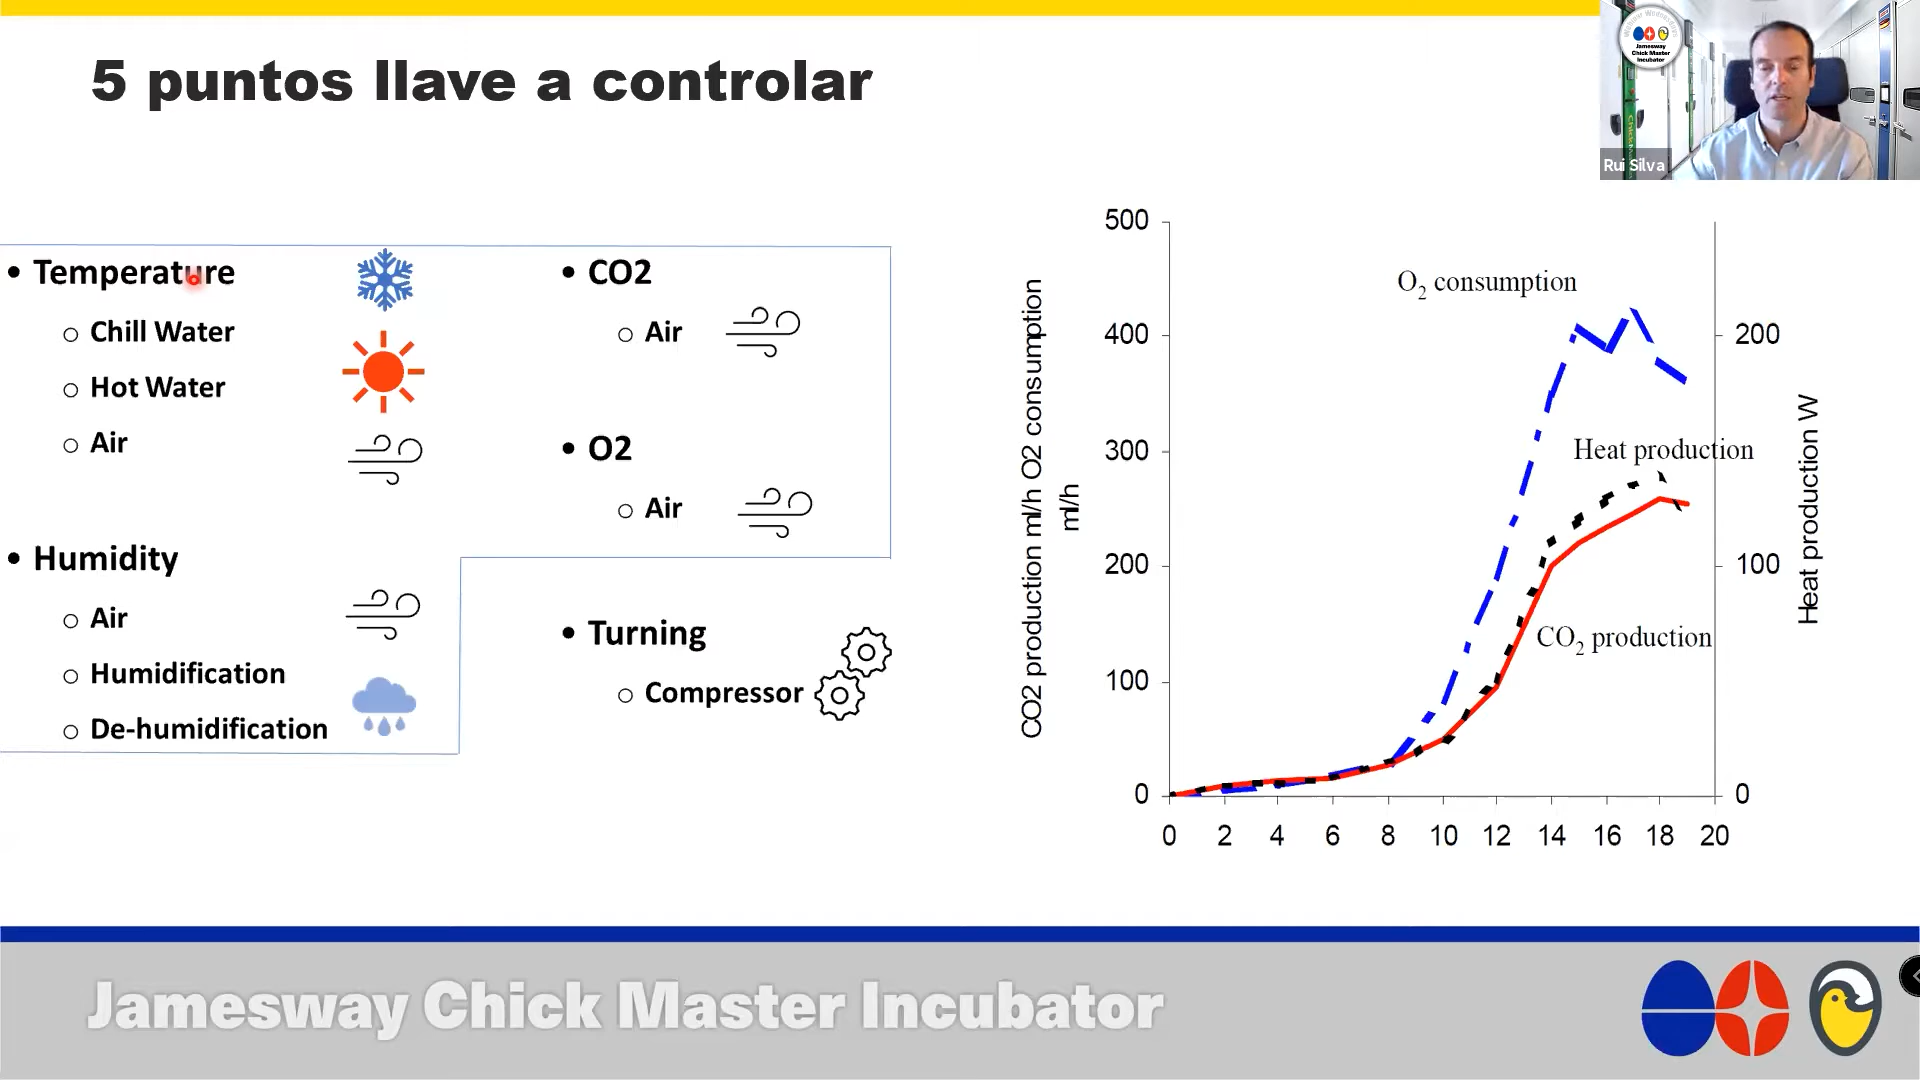 5 puntos llave a controlar
Jamesway
Chick Master
Incubator
Rui Silva
• Temperature
○ Chill Water
○ Hot Water
○ Air
• Humidity
○ Air
○ Humidification
○ De-humidification
• CO2
○ Air
• O2
○ Air
• Turning
○ Compressor
CO2 production ml/h O2 consumption
ml/h
500
400
300
200
100
0
O₂ consumption
Heat production
CO₂ production
200
100
0
Heat production W
0 2 4 6 8 10 12 14 16 18 20
Jamesway Chick Master Incubator